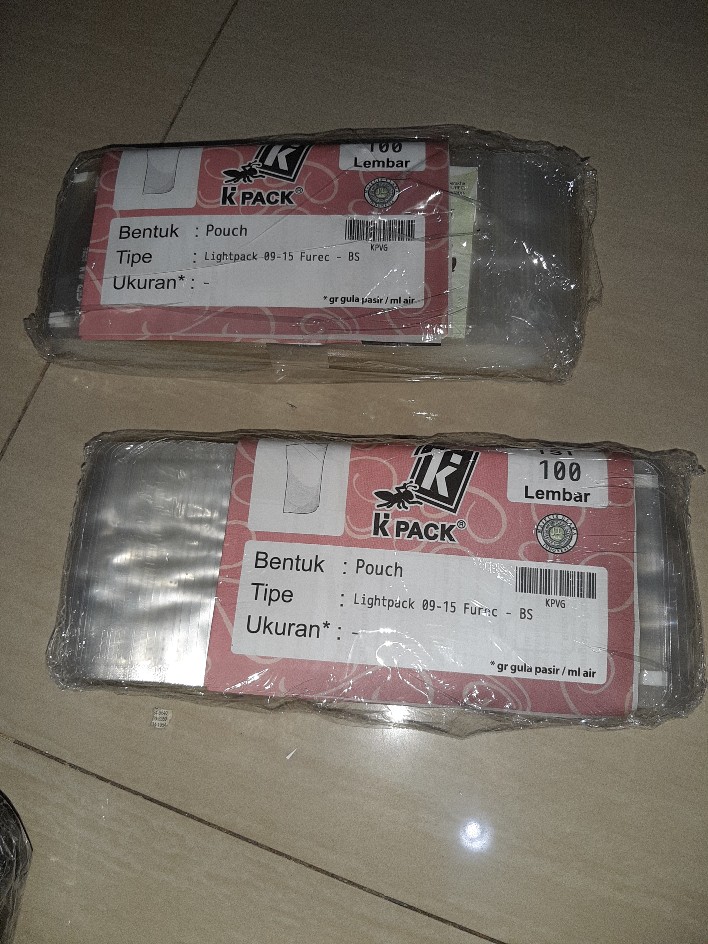 100
Lembar
k PACK®
Bentuk : Pouch
KPVG
Tipe : Lightpack 09-15 Furec - BS
Ukuran* : -
* gr gula pasir / ml air
ISI
100
Lembar
k PACK®
Bentuk : Pouch
KPVG
Tipe : Lightpack 09-15 Furec - BS
Ukuran* : -
* gr gula pasir / ml air